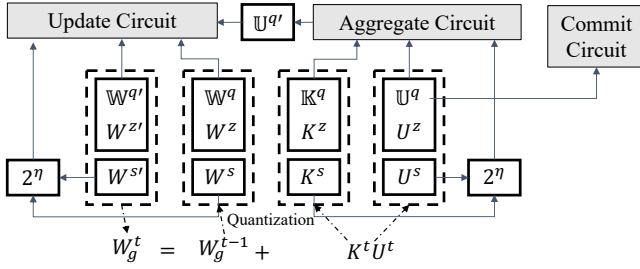 Update Circuit
𝕌^{q′}
Aggregate Circuit
Commit Circuit
𝕎^{q′} 𝕎^q 𝕂^q 𝕌^q
W^{z′} W^z K^z U^z
2^η W^{s′} W^s K^s U^s 2^η
Quantization
W_g^t = W_g^{t−1} + K^t U^t